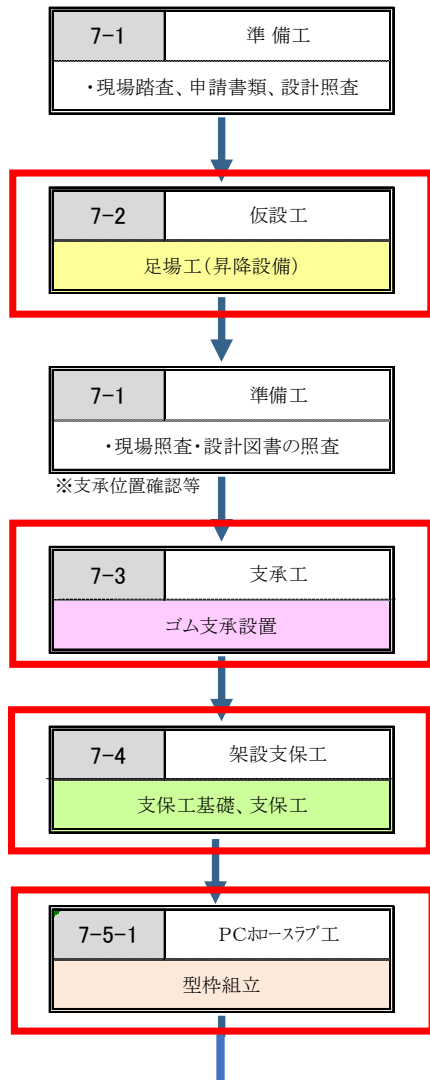 7-1 準 備工
・現場踏査、申請書類、設計照査
7-2 仮設工
足場工(昇降設備)
7-1 準備工
・現場照査・設計図書の照査
※支承位置確認等
7-3 支承工
ゴム支承設置
7-4 架設支保工
支保工基礎、支保工
7-5-1 PCホロースラブ工
型枠組立